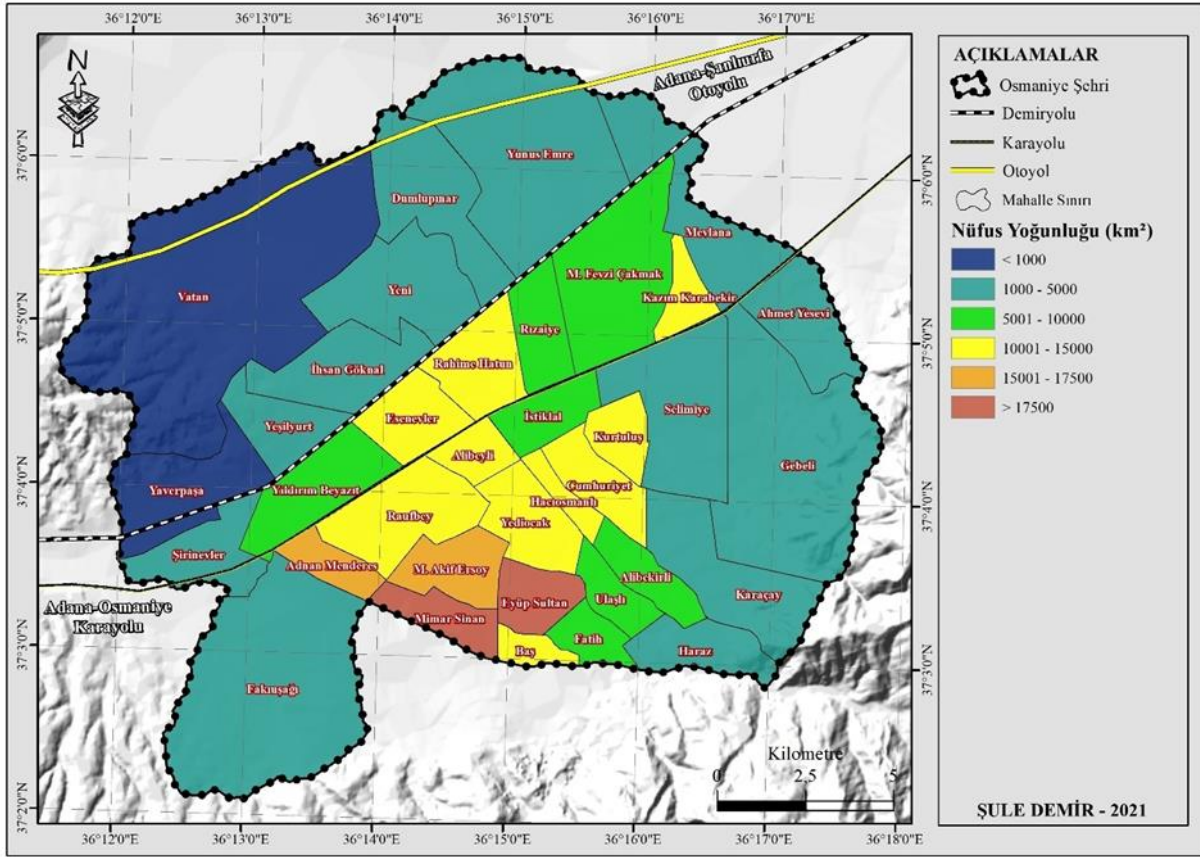 36°12'0"E
36°13'0"E
36°14'0"E
36°15'0"E
36°16'0"E
36°17'0"E
N
Adana-Şanlıurfa
Otoyolu
37°6'0"N
37°6'0"N
Yunus Emre
Dumlupınar
Mevlana
Vatan
Yeni
M. Fevzi Çakmak
Kazım Karabekir
Ahmet Yesevi
37°5'0"N
37°5'0"N
Rızaiye
İhsan Göknal
Rahime Hatun
Esenevler
İstiklal
Selimiye
Yeşilyurt
Kurtuluş
Alibeyli
Gebeli
37°4'0"N
37°4'0"N
Yaverpaşa
Yıldırım Beyazıt
Cumhuriyet
Hacıosmanlı
Raufbey
Yediocak
Şirinevler
Adnan Menderes
M. Akif Ersoy
Alibekirli
Eyüp Sultan
Ulaşlı
Karaçay
Adana-Osmaniye
Karayolu
Mimar Sinan
Fatih
Baş
Haraz
37°3'0"N
37°3'0"N
Fakıuşağı
Kilometre
0
2,5
5
37°2'0"N
36°12'0"E
36°13'0"E
36°14'0"E
36°15'0"E
36°16'0"E
36°17'0"E
36°18'0"E
AÇIKLAMALAR
Osmaniye Şehri
Demiryolu
Karayolu
Otoyol
Mahalle Sınırı
Nüfus Yoğunluğu (km²)
< 1000
1000 - 5000
5001 - 10000
10001 - 15000
15001 - 17500
> 17500
ŞULE DEMİR - 2021